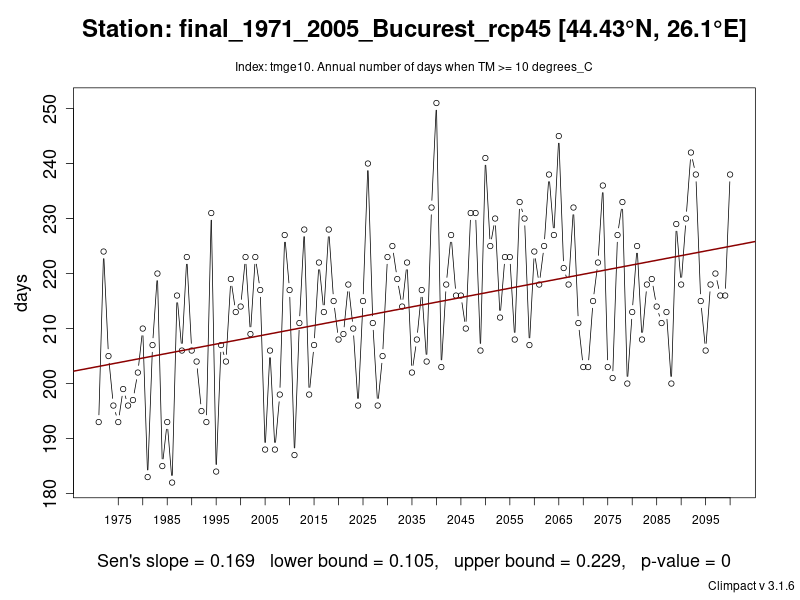 Station: final_1971_2005_Bucurest_rcp45 [44.43°N, 26.1°E]
Index: tmge10. Annual number of days when TM >= 10 degrees_C
250
240
230
220
210
200
190
180
days
1975 1985 1995 2005 2015 2025 2035 2045 2055 2065 2075 2085 2095
Sen's slope = 0.169 lower bound = 0.105, upper bound = 0.229, p-value = 0
Climpact v 3.1.6